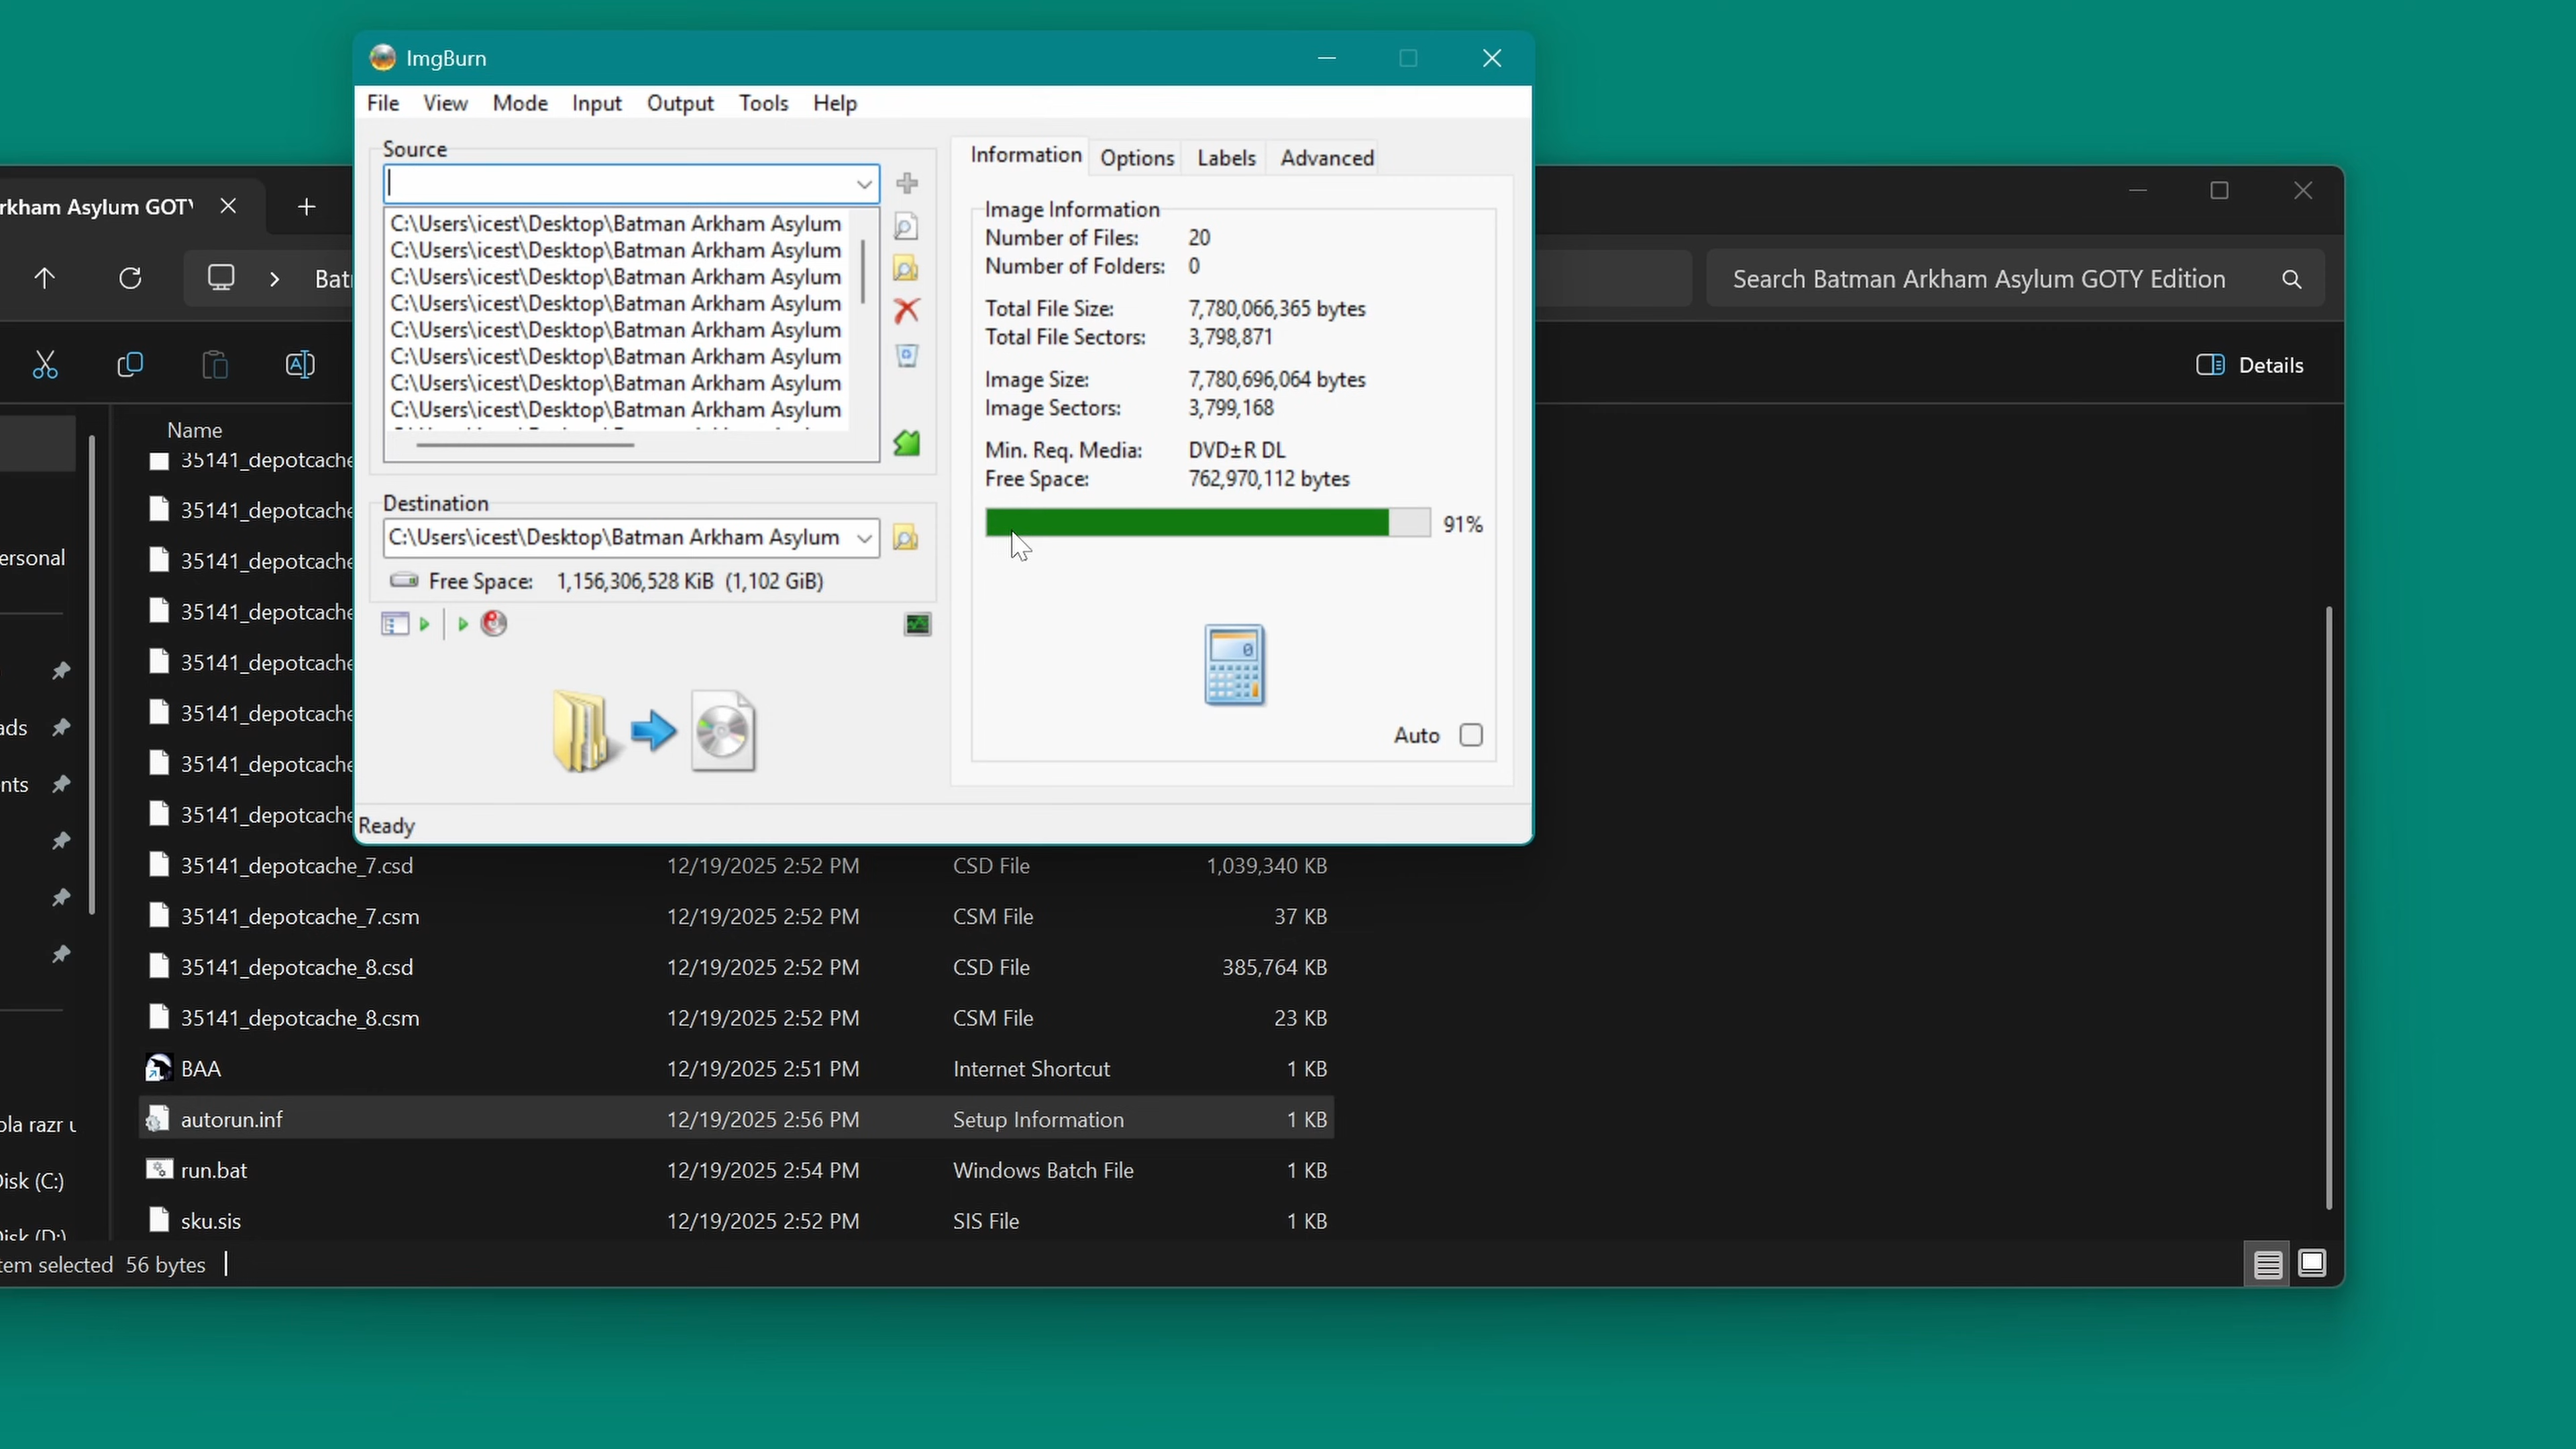 ImgBurn
File View Mode Input Output Tools Help
Source
C:\Users\icest\Desktop\Batman Arkham Asylum
C:\Users\icest\Desktop\Batman Arkham Asylum
C:\Users\icest\Desktop\Batman Arkham Asylum
C:\Users\icest\Desktop\Batman Arkham Asylum
C:\Users\icest\Desktop\Batman Arkham Asylum
C:\Users\icest\Desktop\Batman Arkham Asylum
C:\Users\icest\Desktop\Batman Arkham Asylum
C:\Users\icest\Desktop\Batman Arkham Asylum
Destination
C:\Users\icest\Desktop\Batman Arkham Asylum
Free Space: 1,156,306,528 KiB (1,102 GiB)
Ready
Information Options Labels Advanced
Image Information
Number of Files: 20
Number of Folders: 0
Total File Size: 7,780,066,365 bytes
Total File Sectors: 3,798,871
Image Size: 7,780,696,064 bytes
Image Sectors: 3,799,168
Min. Req. Media: DVD±R DL
Free Space: 762,970,112 bytes
91%
0
Auto
rkham Asylum GOTY
Bat
Search Batman Arkham Asylum GOTY Edition
Details
ersonal
ads
nts
ola razr u
Disk (C:)
Disk (D:)
Name
35141_depotcache
35141_depotcache
35141_depotcache
35141_depotcache
35141_depotcache
35141_depotcache
35141_depotcache
35141_depotcache
35141_depotcache_7.csd 12/19/2025 2:52 PM CSD File 1,039,340 KB
35141_depotcache_7.csm 12/19/2025 2:52 PM CSM File 37 KB
35141_depotcache_8.csd 12/19/2025 2:52 PM CSD File 385,764 KB
35141_depotcache_8.csm 12/19/2025 2:52 PM CSM File 23 KB
BAA 12/19/2025 2:51 PM Internet Shortcut 1 KB
autorun.inf 12/19/2025 2:56 PM Setup Information 1 KB
run.bat 12/19/2025 2:54 PM Windows Batch File 1 KB
sku.sis 12/19/2025 2:52 PM SIS File 1 KB
tem selected 56 bytes